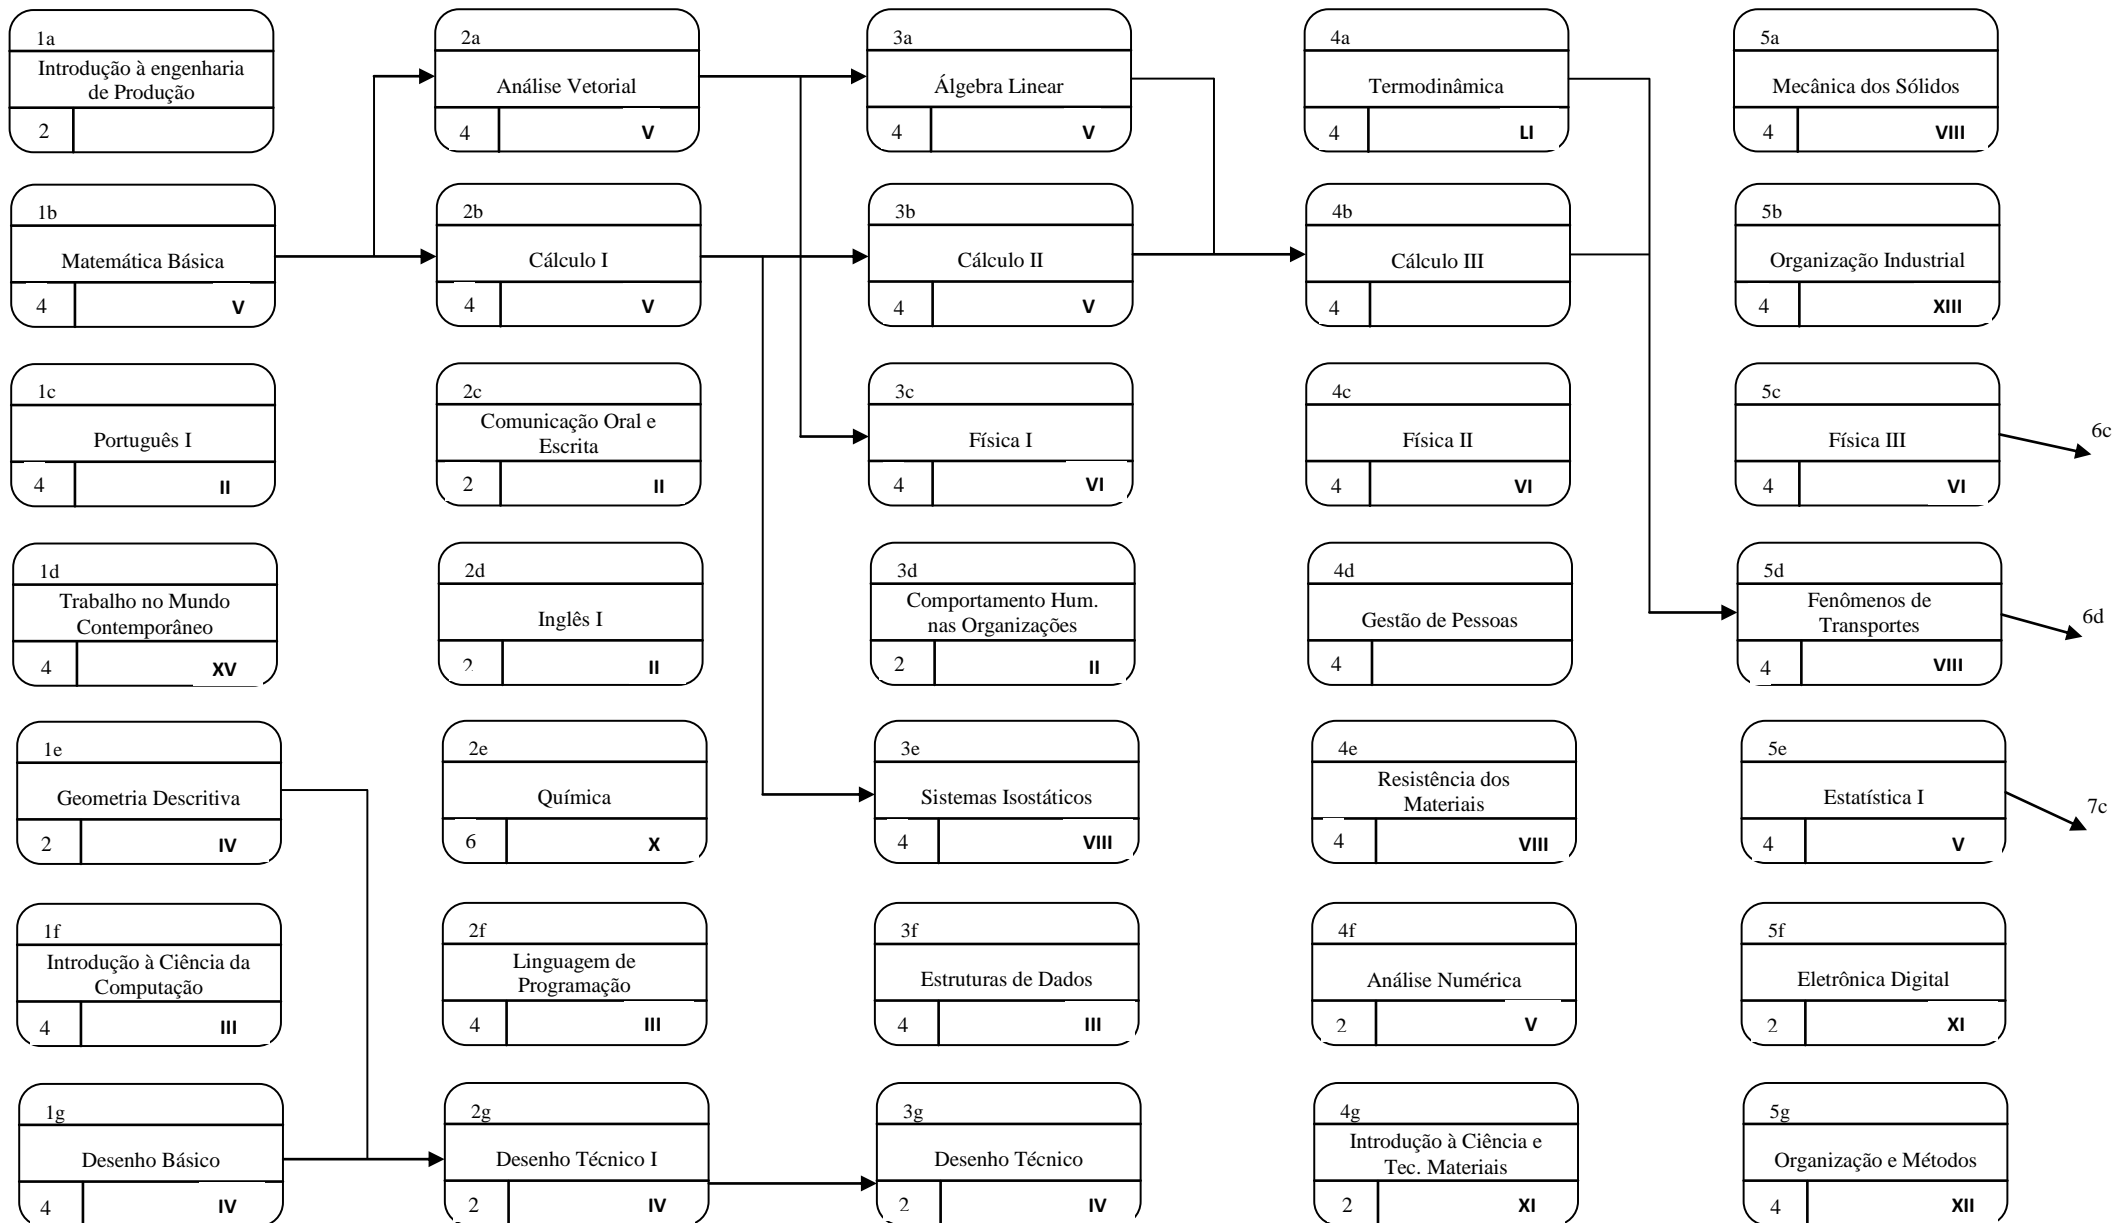 1a
Introdução à engenharia
de Produção
2
2a
Análise Vetorial
4
V
3a
Álgebra Linear
4
V
4a
Termodinâmica
4
LI
5a
Mecânica dos Sólidos
4
VIII
1b
Matemática Básica
4
V
2b
Cálculo I
4
V
3b
Cálculo II
4
V
4b
Cálculo III
4
5b
Organização Industrial
4
XIII
1c
Português I
4
II
2c
Comunicação Oral e
Escrita
2
II
3c
Física I
4
VI
4c
Física II
4
VI
5c
Física III
4
VI
6c
1d
Trabalho no Mundo
Contemporâneo
4
XV
2d
Inglês I
2
II
3d
Comportamento Hum.
nas Organizações
2
II
4d
Gestão de Pessoas
4
5d
Fenômenos de
Transportes
4
VIII
6d
1e
Geometria Descritiva
2
IV
2e
Química
6
X
3e
Sistemas Isostáticos
4
VIII
4e
Resistência dos
Materiais
4
VIII
5e
Estatística I
4
V
7c
1f
Introdução à Ciência da
Computação
4
III
2f
Linguagem de
Programação
4
III
3f
Estruturas de Dados
4
III
4f
Análise Numérica
2
V
5f
Eletrônica Digital
2
XI
1g
Desenho Básico
4
IV
2g
Desenho Técnico I
2
IV
3g
Desenho Técnico
2
IV
4g
Introdução à Ciência e
Tec. Materiais
2
XI
5g
Organização e Métodos
4
XII